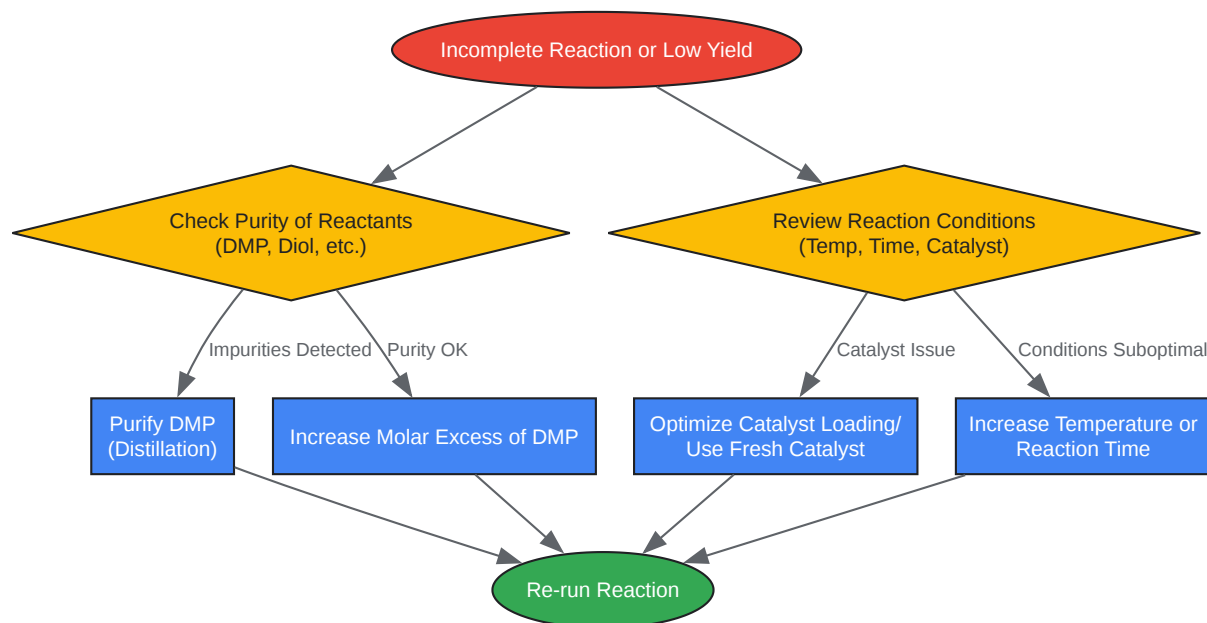 Incomplete Reaction or Low Yield
Check Purity of Reactants
(DMP, Diol, etc.)
Review Reaction Conditions
(Temp, Time, Catalyst)
Impurities Detected
Purity OK
Catalyst Issue
Conditions Suboptimal
Purify DMP
(Distillation)
Increase Molar Excess of DMP
Optimize Catalyst Loading/
Use Fresh Catalyst
Increase Temperature or
Reaction Time
Re-run Reaction